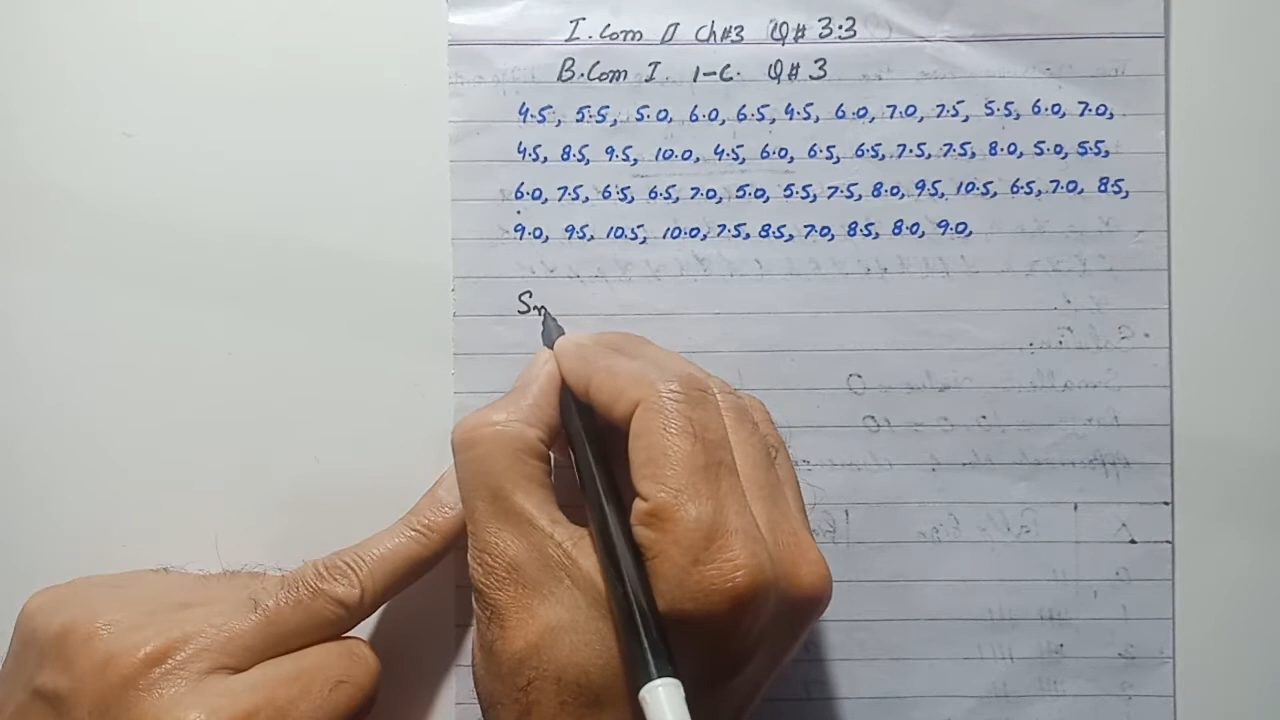 I. Com II Ch#3 Q# 3.3
B.Com I. 1-C. Q# 3
4.5, 5.5, 5.0, 6.0, 6.5, 4.5, 6.0, 7.0, 7.5, 5.5, 6.0, 7.0,
4.5, 8.5, 9.5, 10.0, 4.5, 6.0, 6.5, 6.5, 7.5, 7.5, 8.0, 5.0, 5.5,
6.0, 7.5, 6.5, 6.5, 7.0, 5.0, 5.5, 7.5, 8.0, 9.5, 10.5, 6.5, 7.0, 8.5,
9.0, 9.5, 10.5, 10.0, 7.5, 8.5, 7.0, 8.5, 8.0, 9.0,
Sm